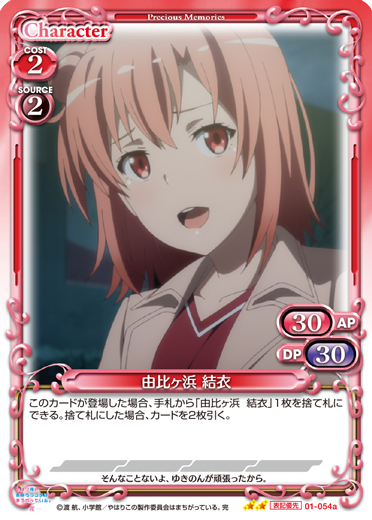 Precious Memories
Character
COST
2
SOURCE
2
30 AP
DP 30
由比ヶ浜 結衣
このカードが登場した場合、手札から「由比ヶ浜　結衣」1枚を捨て札に
できる。捨て札にした場合、カードを2枚引く。
そんなことないよ、ゆきのんが頑張ったから。
©渡 航、小学館／やはりこの製作委員会はまちがっている。完
表記優先 01-054a